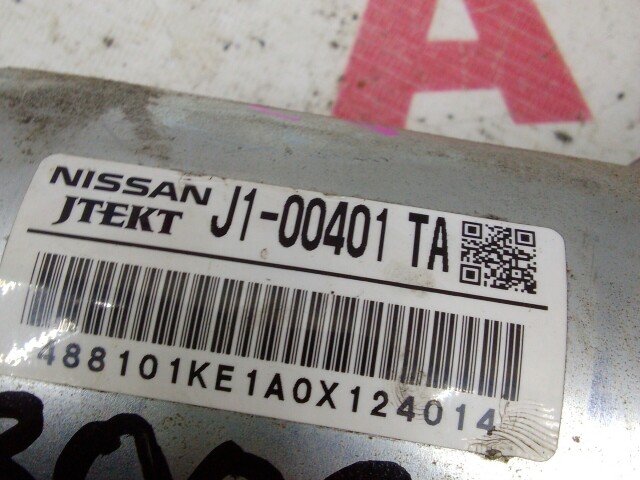 NISSAN J1-00401 TA
JTEKT
488101KE1A0X124014
A